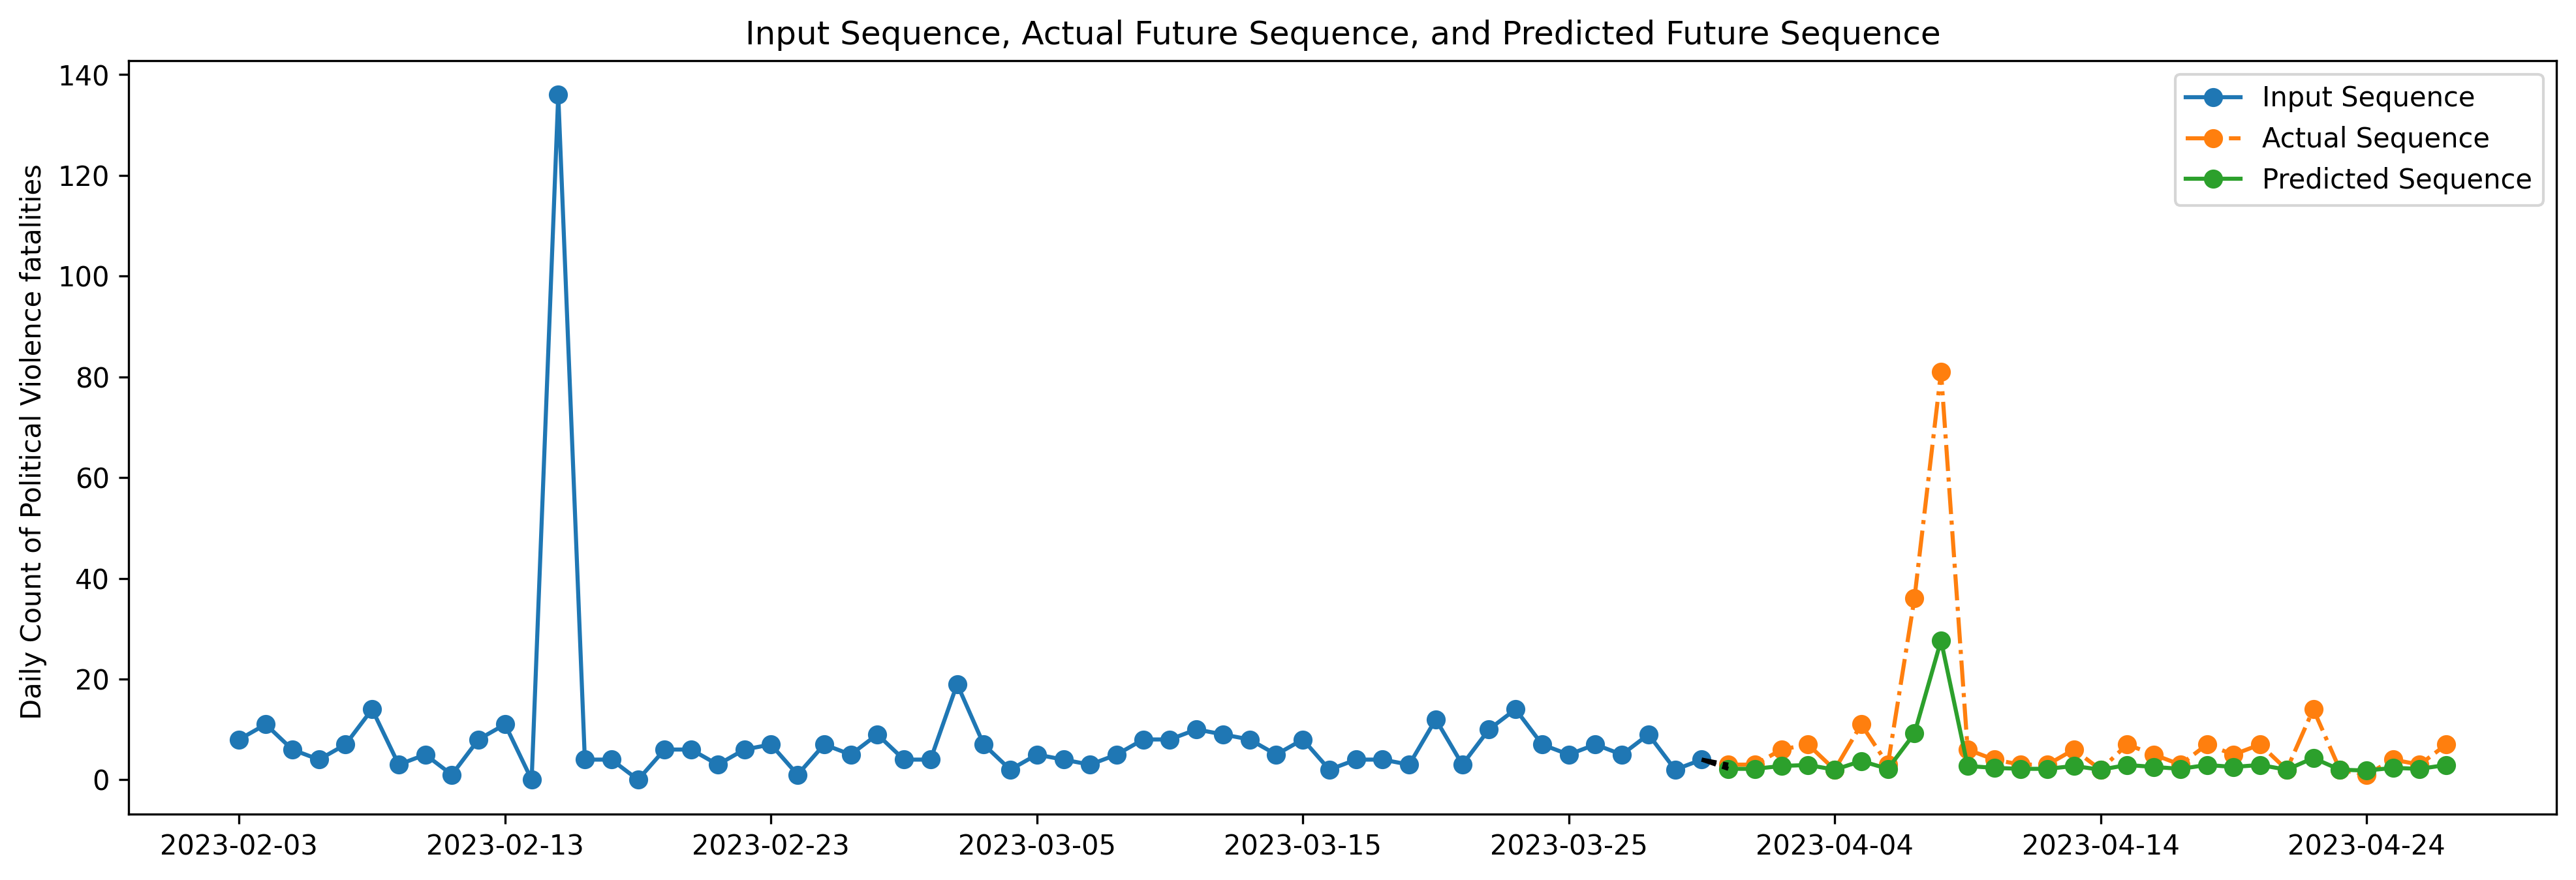 Input Sequence, Actual Future Sequence, and Predicted Future Sequence
Daily Count of Political Violence fatalities
140
120
100
80
60
40
20
0
Input Sequence
Actual Sequence
Predicted Sequence
2023-02-03 2023-02-13 2023-02-23 2023-03-05 2023-03-15 2023-03-25 2023-04-04 2023-04-14 2023-04-24